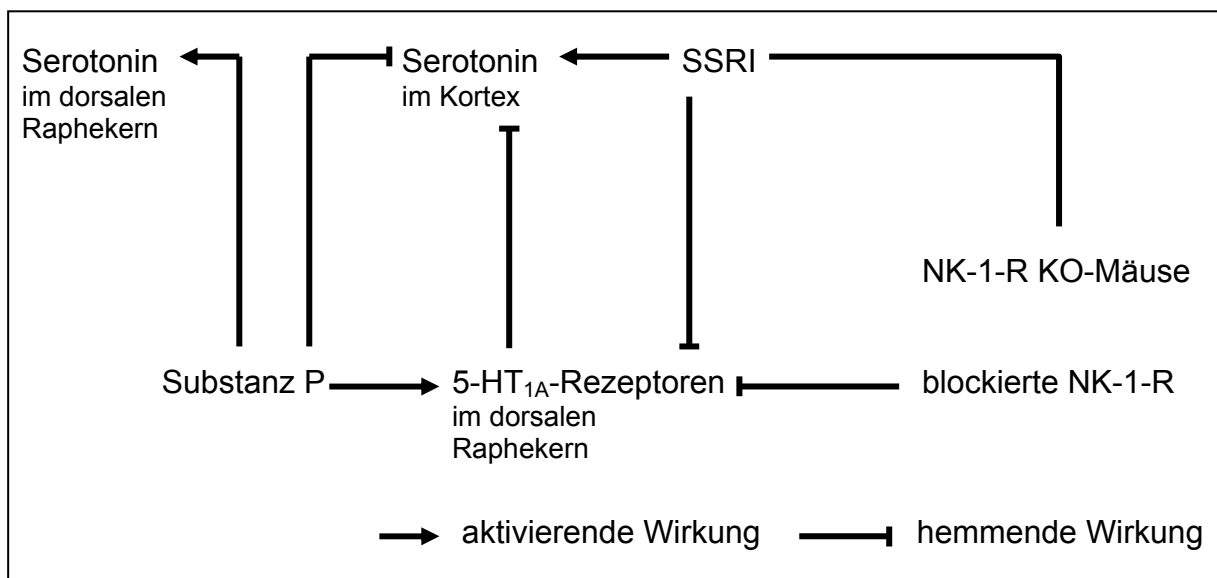 Serotonin
im dorsalen
Raphekern
Serotonin
im Kortex
SSRI
NK-1-R KO-Mäuse
Substanz P
5-HT1A-Rezeptoren
im dorsalen
Raphekern
blockierte NK-1-R
aktivierende Wirkung
hemmende Wirkung